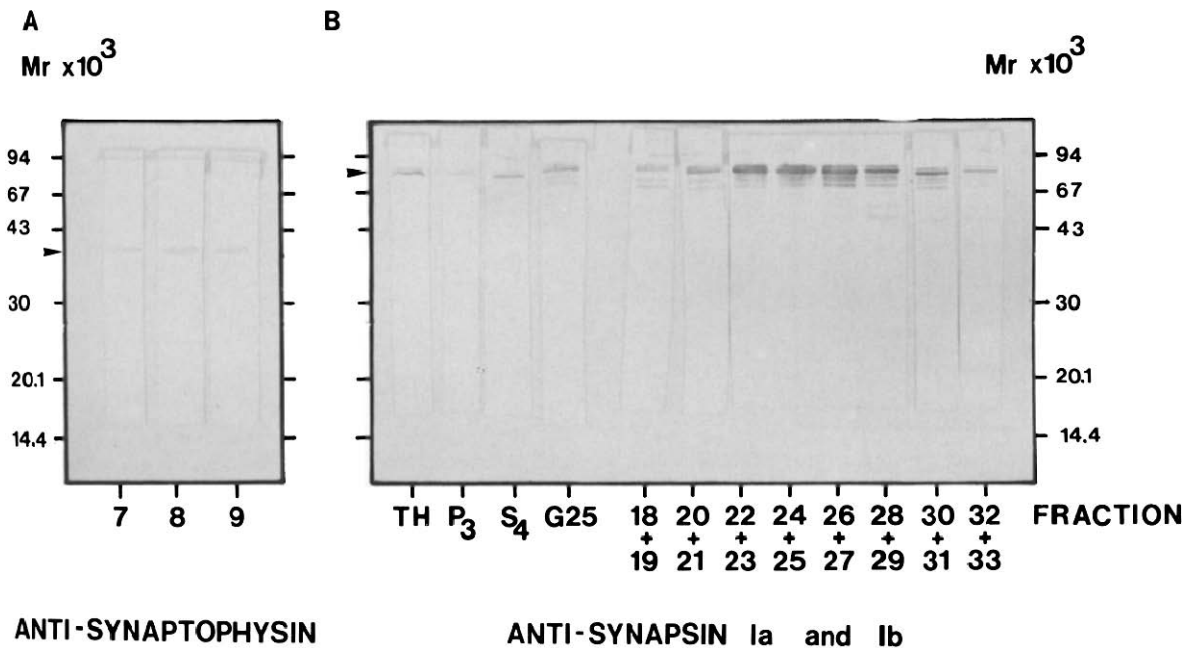 A
B
Mr x10³
Mr x10³
94
67
43
30
20.1
14.4
94
67
43
30
20.1
14.4
7 8 9
TH P₃ S₄ G25 18 + 19 20 + 21 22 + 23 24 + 25 26 + 27 28 + 29 30 + 31 32 + 33 FRACTION
ANTI-SYNAPTOPHYSIN
ANTI-SYNAPSIN Ia and Ib